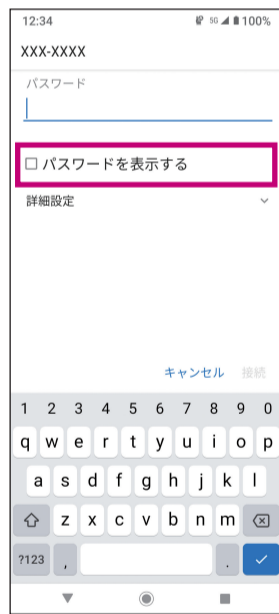 12:34 5G 100%
XXX-XXXX
パスワード
パスワードを表示する
詳細設定
キャンセル 接続
1 2 3 4 5 6 7 8 9 0
q w e r t y u i o p
a s d f g h j k l
z x c v b n m
?123 , .